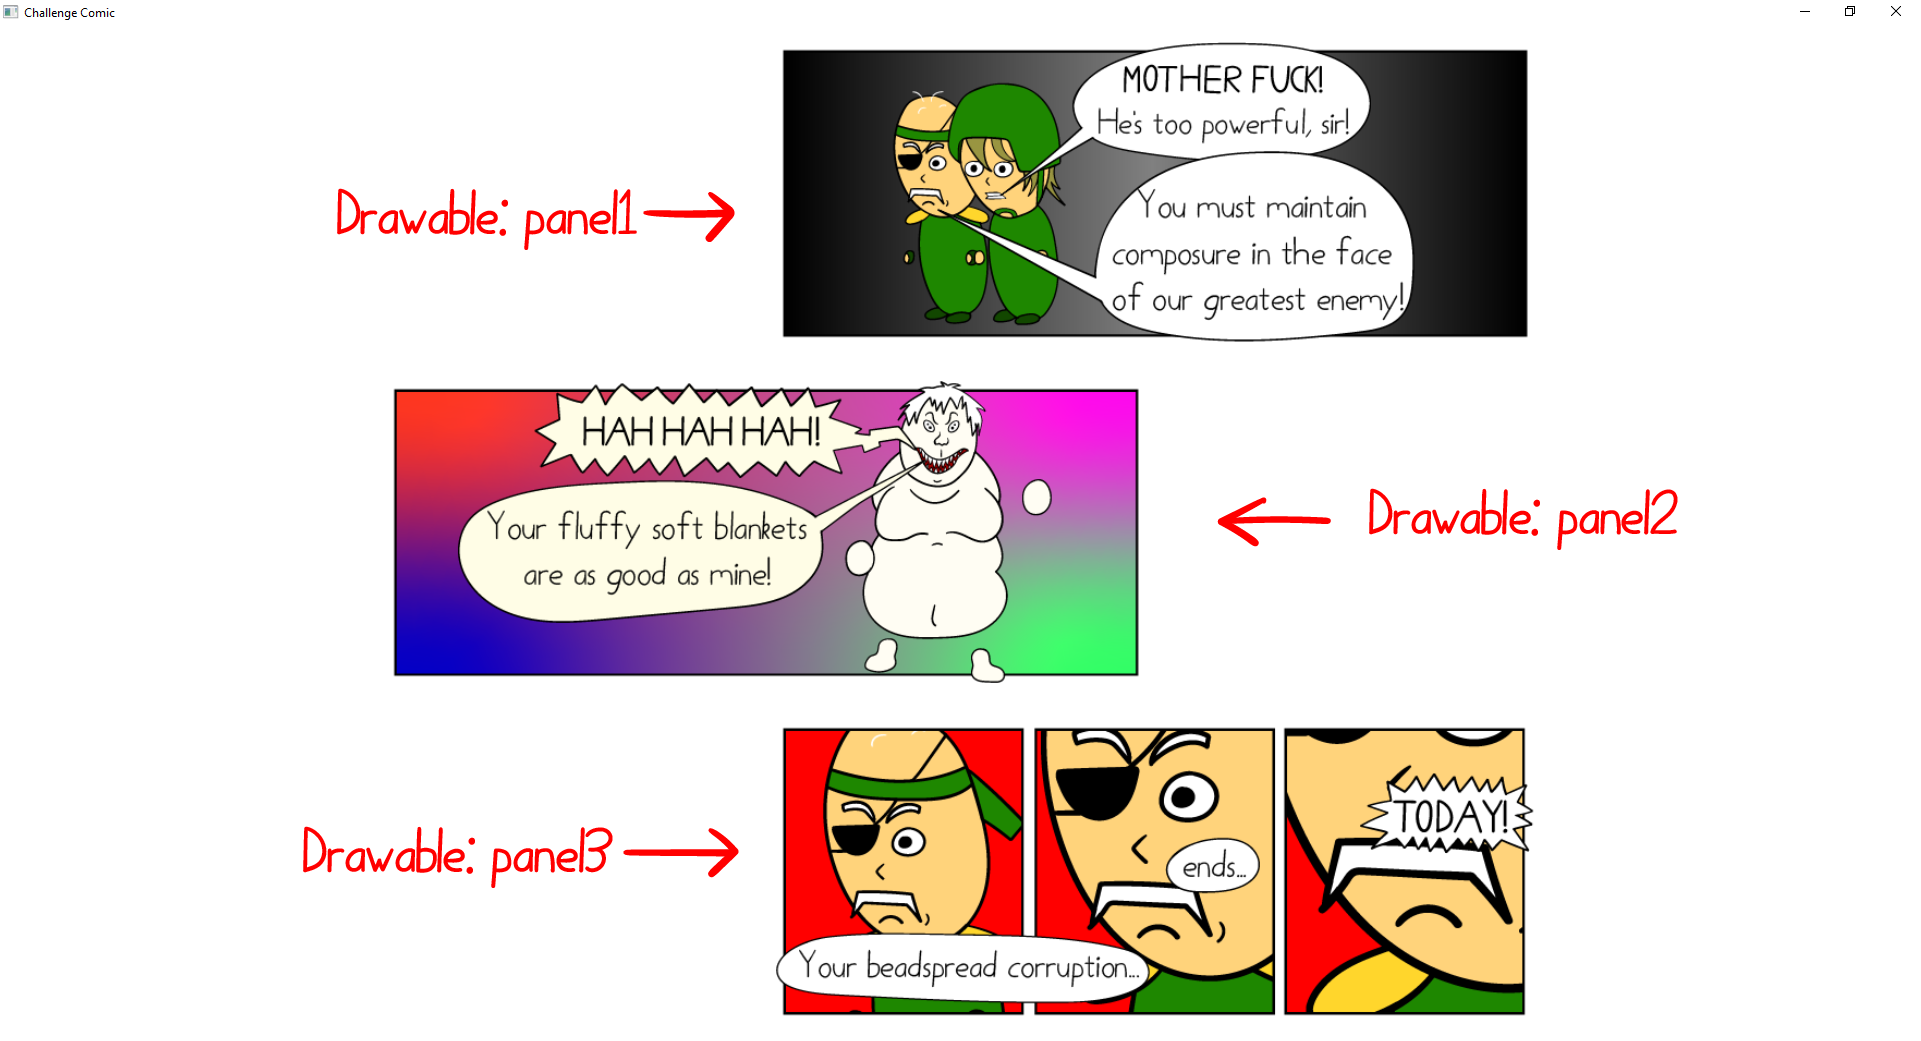 Challenge Comic
MOTHER FUCK!
He's too powerful, sir!
You must maintain
composure in the face
of our greatest enemy!
Drawable: panel1
HAH HAH HAH!
Your fluffy soft blankets
are as good as mine!
Drawable: panel2
Drawable: panel3
Your beadspread corruption...
ends...
TODAY!